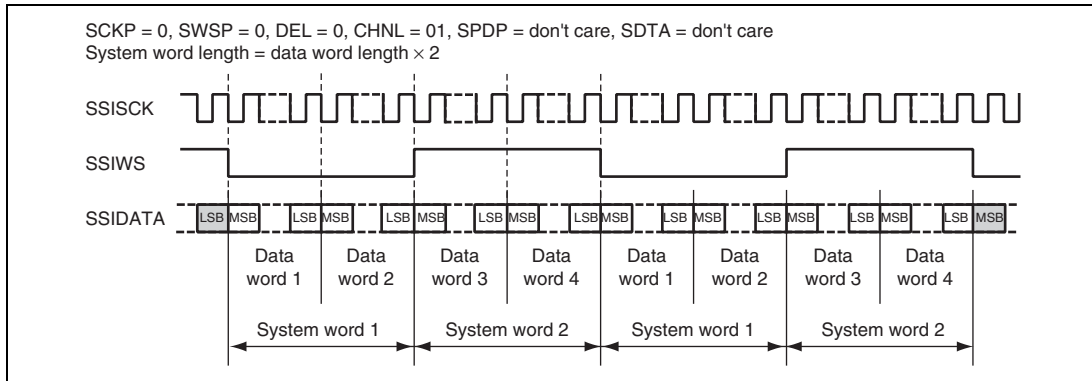 SCKP = 0, SWSP = 0, DEL = 0, CHNL = 01, SPDP = don't care, SDTA = don't care
System word length = data word length × 2
SSISCK
SSIWS
SSIDATA
LSB MSB LSB MSB LSB MSB LSB MSB LSB MSB LSB MSB LSB MSB LSB MSB LSB MSB
Data word 1 Data word 2 Data word 3 Data word 4 Data word 1 Data word 2 Data word 3 Data word 4
System word 1 System word 2 System word 1 System word 2